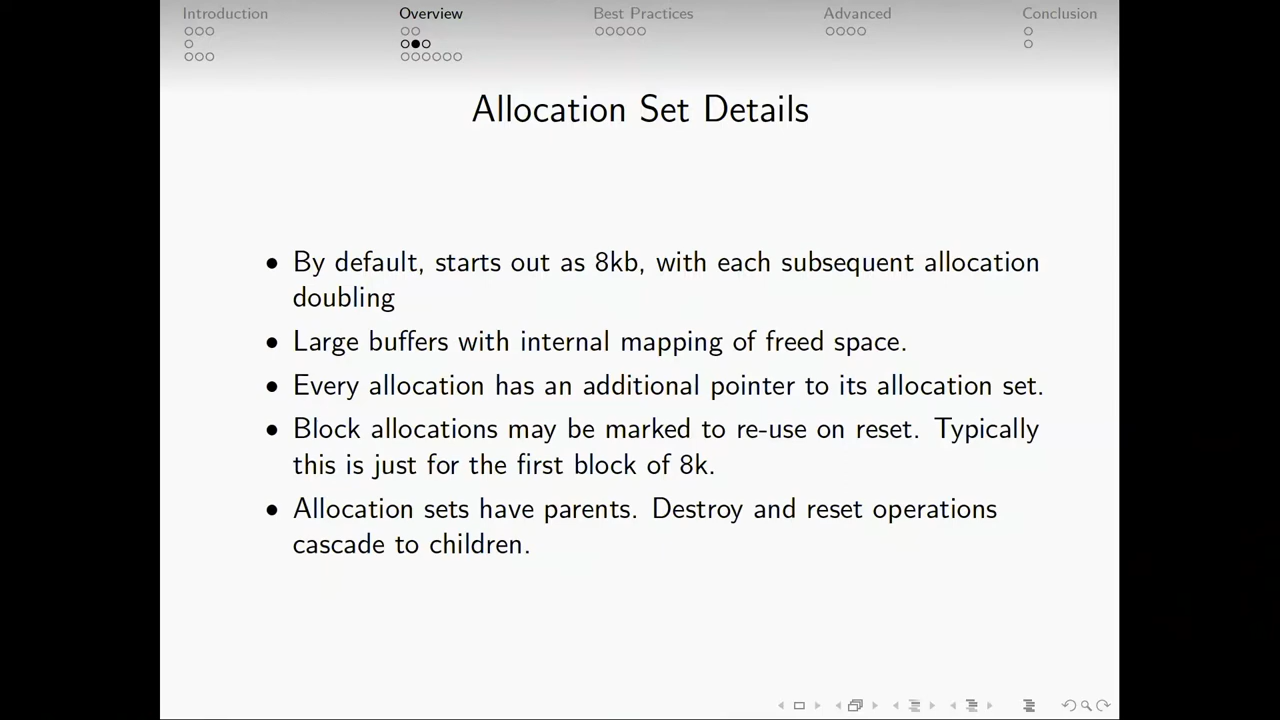 Introduction Overview Best Practices Advanced Conclusion
Allocation Set Details
• By default, starts out as 8kb, with each subsequent allocation
doubling
• Large buffers with internal mapping of freed space.
• Every allocation has an additional pointer to its allocation set.
• Block allocations may be marked to re-use on reset. Typically
this is just for the first block of 8k.
• Allocation sets have parents. Destroy and reset operations
cascade to children.